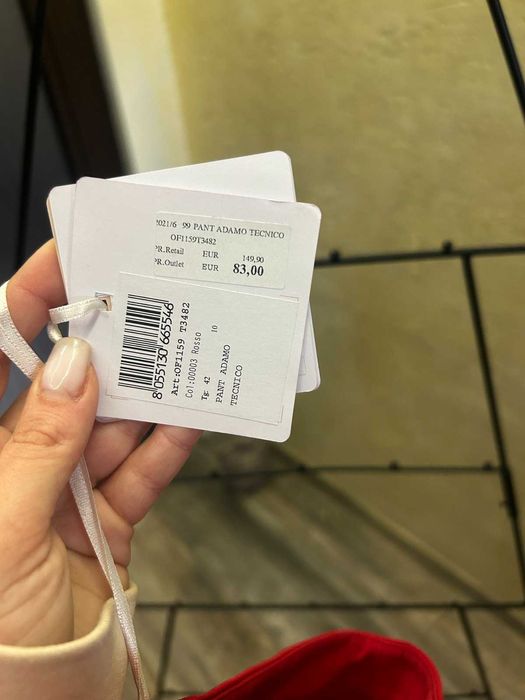 2021/6 99 PANT ADAMO TECNICO
OF1159T3482
PR.Retail EUR 149,90
PR.Outlet EUR 83,00
8 055130 665546
Art:OF1159 T3482
Col:00003 Rosso
Tg: 42 10
PANT ADAMO
TECNICO